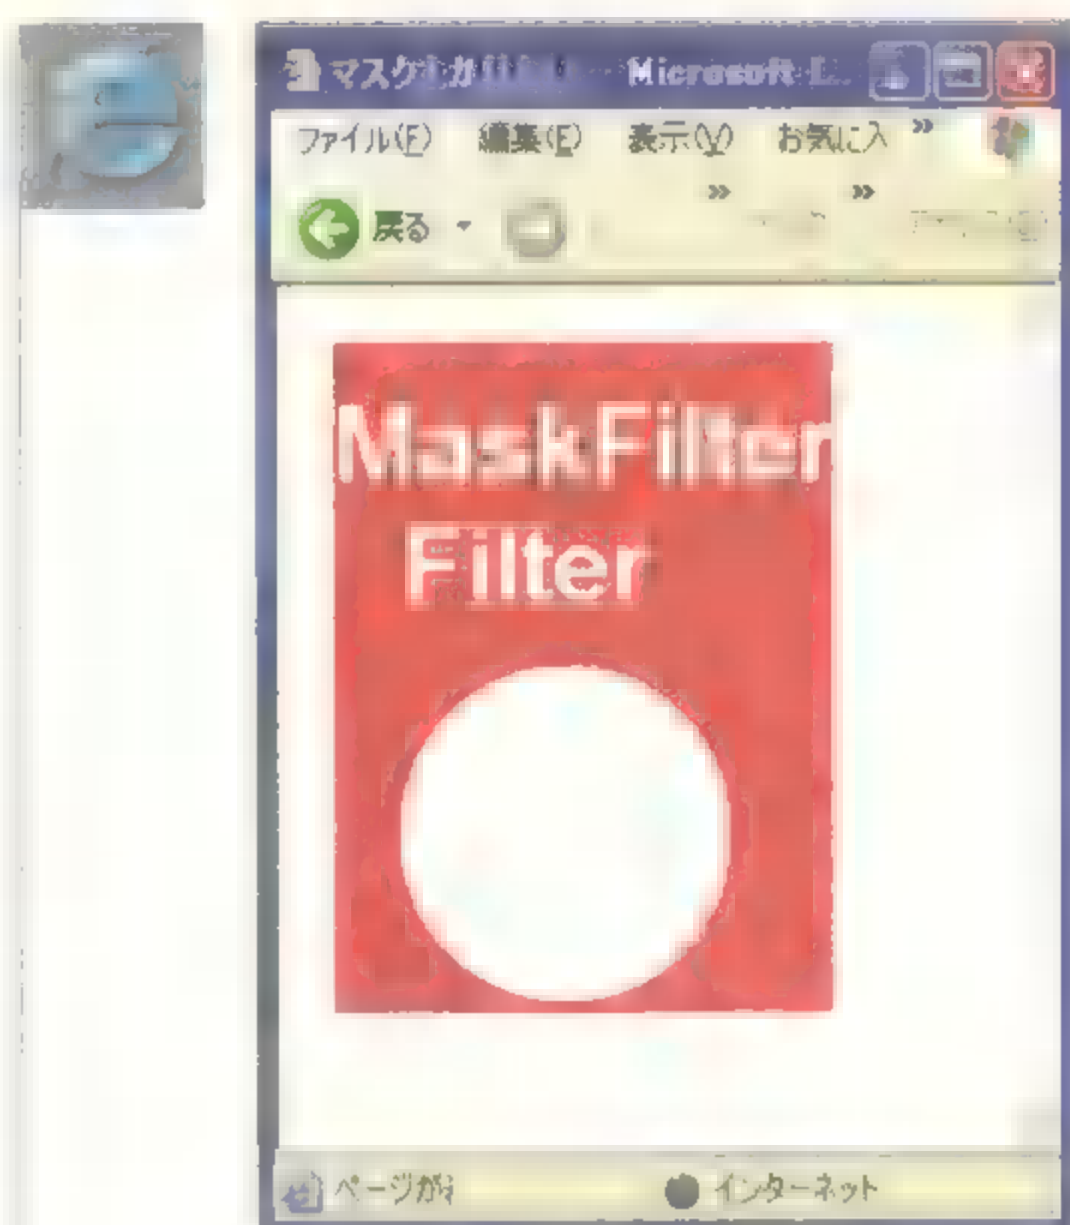 マスク Microsoft
ファイル(F) 編集(E) 表示(V) お気に入 »
戻る » »
MaskFilter
Filter
ページが インターネット